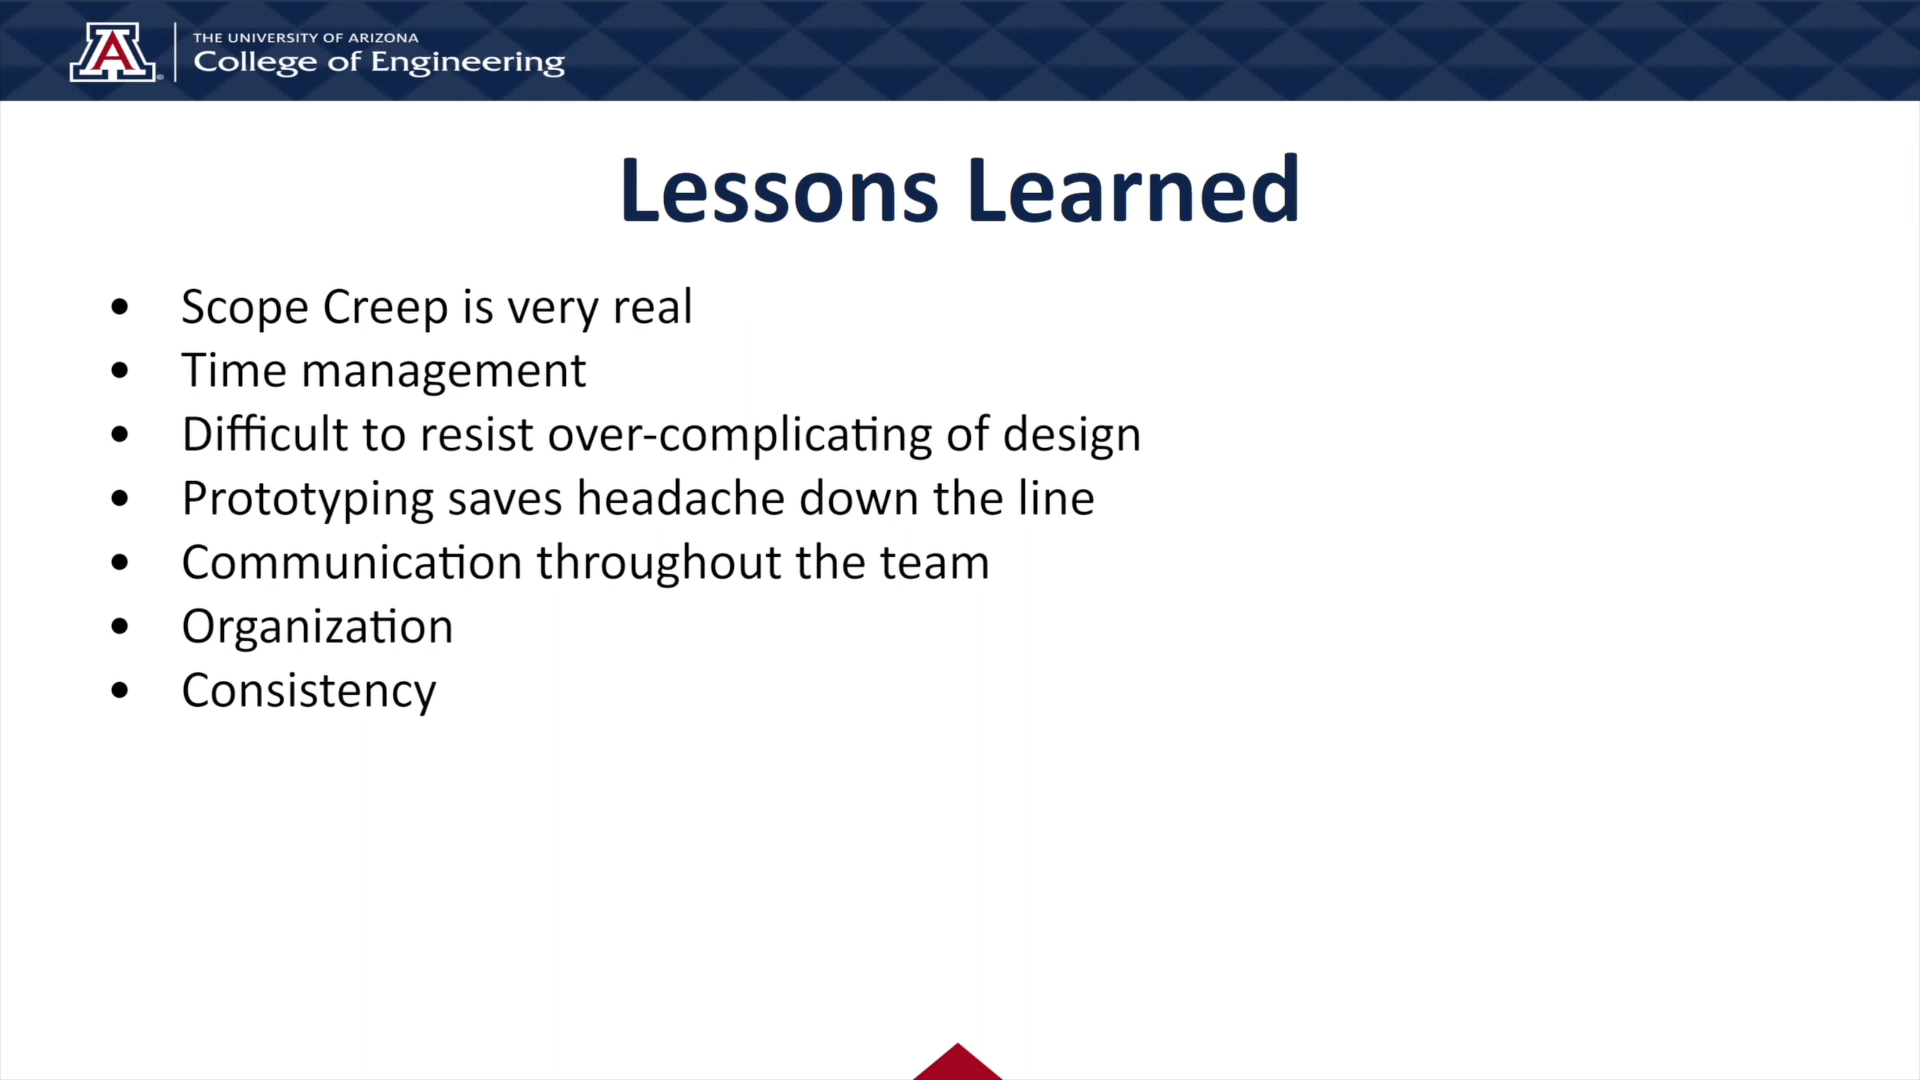 THE UNIVERSITY OF ARIZONA
College of Engineering
Lessons Learned
• Scope Creep is very real
• Time management
• Difficult to resist over-complicating of design
• Prototyping saves headache down the line
• Communication throughout the team
• Organization
• Consistency